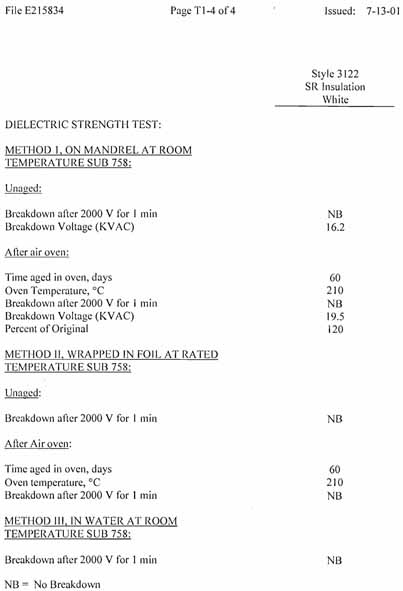 File E215834 Page T1-4 of 4 Issued: 7-13-01
Style 3122
SR Insulation
White
DIELECTRIC STRENGTH TEST:
METHOD I, ON MANDREL AT ROOM
TEMPERATURE SUB 758:
Unaged:
Breakdown after 2000 V for 1 min NB
Breakdown Voltage (KVAC) 16.2
After air oven:
Time aged in oven, days 60
Oven Temperature, °C 210
Breakdown after 2000 V for 1 min NB
Breakdown Voltage (KVAC) 19.5
Percent of Original 120
METHOD II, WRAPPED IN FOIL AT RATED
TEMPERATURE SUB 758:
Unaged:
Breakdown after 2000 V for 1 min NB
After Air oven:
Time aged in oven, days 60
Oven temperature, °C 210
Breakdown after 2000 V for 1 min NB
METHOD III, IN WATER AT ROOM
TEMPERATURE SUB 758:
Breakdown after 2000 V for 1 min NB
NB = No Breakdown